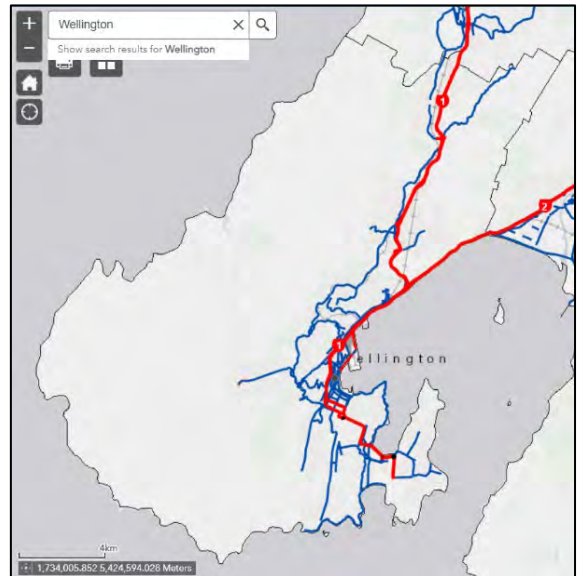 +
Wellington
−
Show search results for Wellington
1
2
1
ellington
4km
1,734,005.852 5,424,594.028 Meters